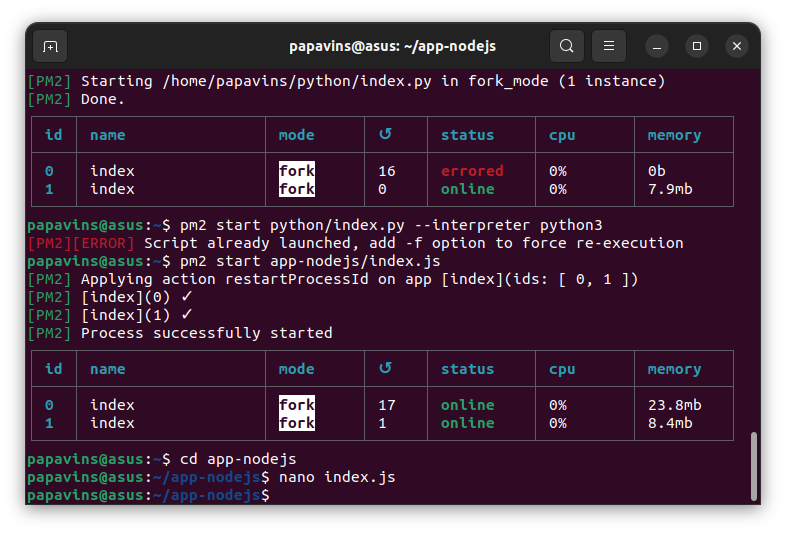 papavins@asus: ~/app-nodejs
[PM2] Starting /home/papavins/python/index.py in fork_mode (1 instance)
[PM2] Done.
id name mode ↺ status cpu memory
0 index fork 16 errored 0% 0b
1 index fork 0 online 0% 7.9mb
papavins@asus:~$ pm2 start python/index.py --interpreter python3
[PM2][ERROR] Script already launched, add -f option to force re-execution
papavins@asus:~$ pm2 start app-nodejs/index.js
[PM2] Applying action restartProcessId on app [index](ids: [ 0, 1 ])
[PM2] [index](0) ✓
[PM2] [index](1) ✓
[PM2] Process successfully started
id name mode ↺ status cpu memory
0 index fork 17 online 0% 23.8mb
1 index fork 1 online 0% 8.4mb
papavins@asus:~$ cd app-nodejs
papavins@asus:~/app-nodejs$ nano index.js
papavins@asus:~/app-nodejs$